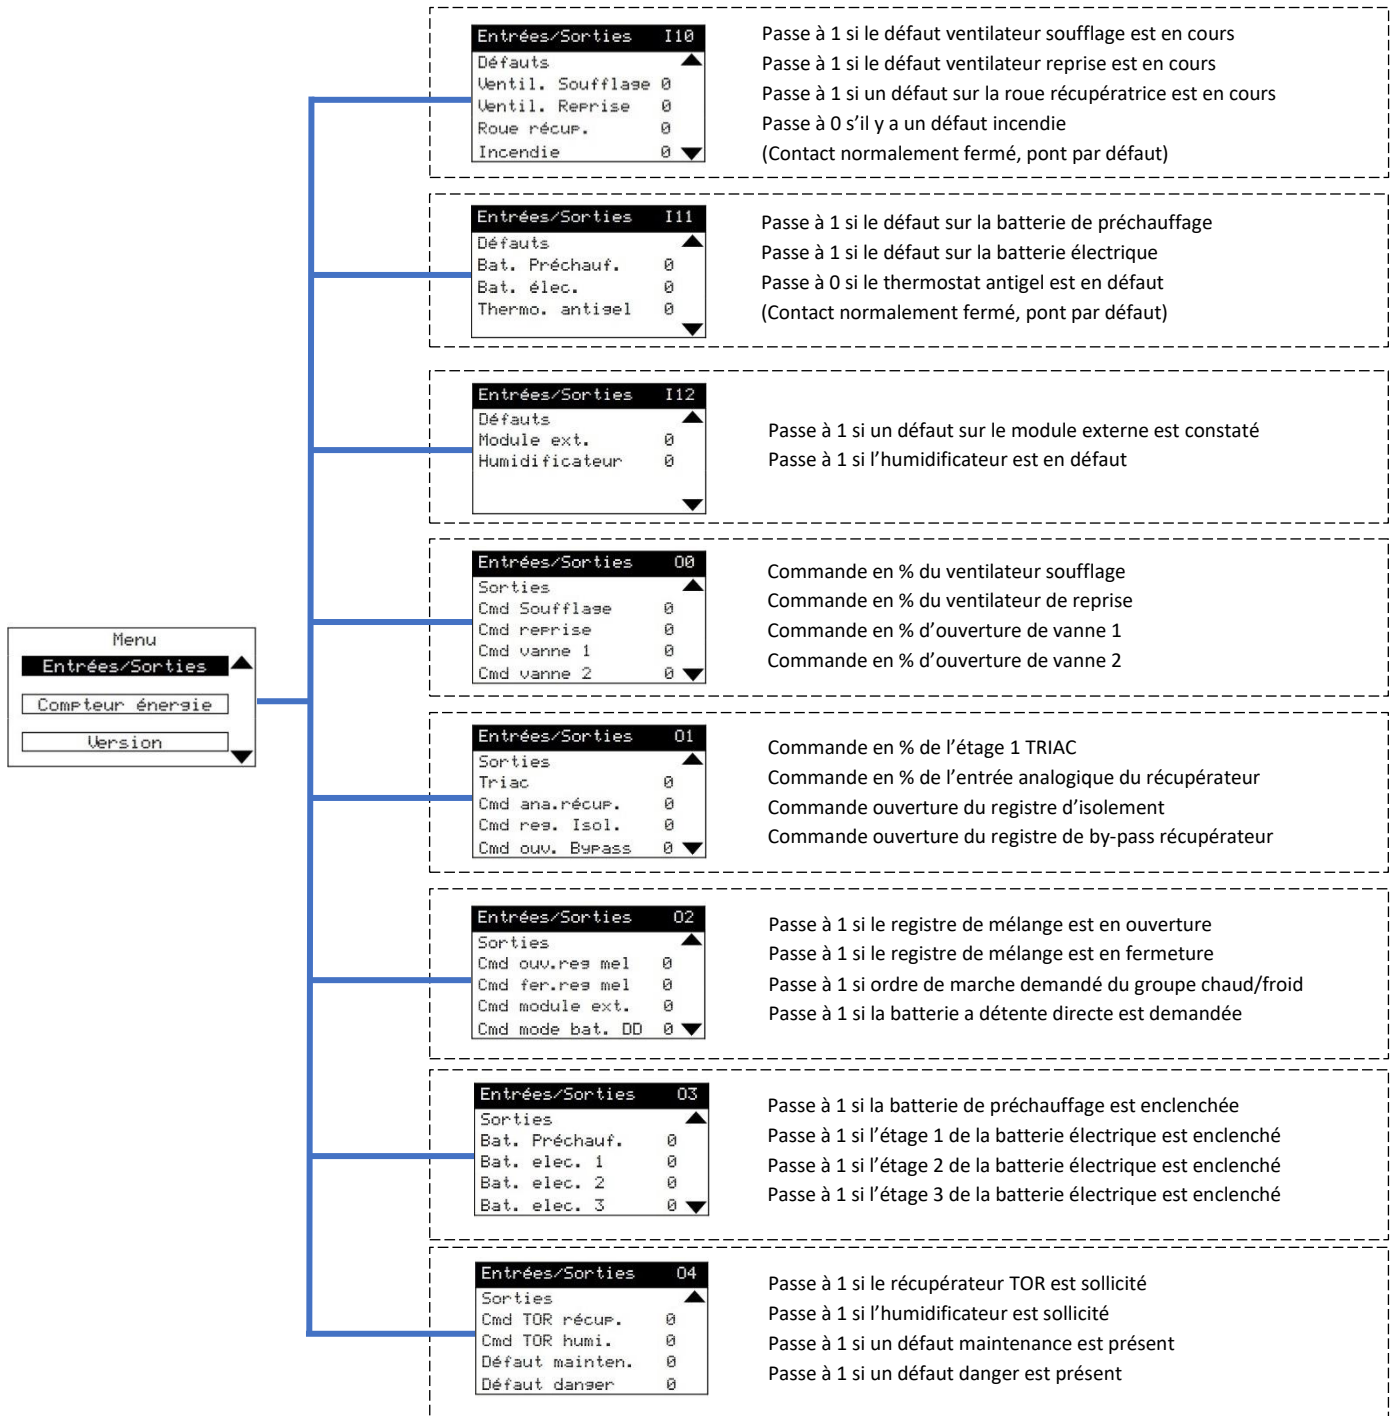 Menu
Entrées/Sorties
Compteur énergie
Version
Entrées/Sorties I10
Défauts
Ventil. Soufflage 0
Ventil. Reprise 0
Roue récup. 0
Incendie 0
Passe à 1 si le défaut ventilateur soufflage est en cours
Passe à 1 si le défaut ventilateur reprise est en cours
Passe à 1 si un défaut sur la roue récupératrice est en cours
Passe à 0 s’il y a un défaut incendie
(Contact normalement fermé, pont par défaut)
Entrées/Sorties I11
Défauts
Bat. Préchauf. 0
Bat. élec. 0
Thermo. antigel 0
Passe à 1 si le défaut sur la batterie de préchauffage
Passe à 1 si le défaut sur la batterie électrique
Passe à 0 si le thermostat antigel est en défaut
(Contact normalement fermé, pont par défaut)
Entrées/Sorties I12
Défauts
Module ext. 0
Humidificateur 0
Passe à 1 si un défaut sur le module externe est constaté
Passe à 1 si l’humidificateur est en défaut
Entrées/Sorties O0
Sorties
Cmd Soufflage 0
Cmd reprise 0
Cmd vanne 1 0
Cmd vanne 2 0
Commande en % du ventilateur soufflage
Commande en % du ventilateur de reprise
Commande en % d’ouverture de vanne 1
Commande en % d’ouverture de vanne 2
Entrées/Sorties O1
Sorties
Triac 0
Cmd ana.récup. 0
Cmd reg. Isol. 0
Cmd ouv. Bypass 0
Commande en % de l’étage 1 TRIAC
Commande en % de l’entrée analogique du récupérateur
Commande ouverture du registre d’isolement
Commande ouverture du registre de by-pass récupérateur
Entrées/Sorties O2
Sorties
Cmd ouv.reg mel 0
Cmd fer.reg mel 0
Cmd module ext. 0
Cmd mode bat. DD 0
Passe à 1 si le registre de mélange est en ouverture
Passe à 1 si le registre de mélange est en fermeture
Passe à 1 si ordre de marche demandé du groupe chaud/froid
Passe à 1 si la batterie a détente directe est demandée
Entrées/Sorties O3
Sorties
Bat. Préchauf. 0
Bat. elec. 1 0
Bat. elec. 2 0
Bat. elec. 3 0
Passe à 1 si la batterie de préchauffage est enclenchée
Passe à 1 si l’étage 1 de la batterie électrique est enclenché
Passe à 1 si l’étage 2 de la batterie électrique est enclenché
Passe à 1 si l’étage 3 de la batterie électrique est enclenché
Entrées/Sorties O4
Sorties
Cmd TOR récup. 0
Cmd TOR humi. 0
Défaut mainten. 0
Défaut danger 0
Passe à 1 si le récupérateur TOR est sollicité
Passe à 1 si l’humidificateur est sollicité
Passe à 1 si un défaut maintenance est présent
Passe à 1 si un défaut danger est présent